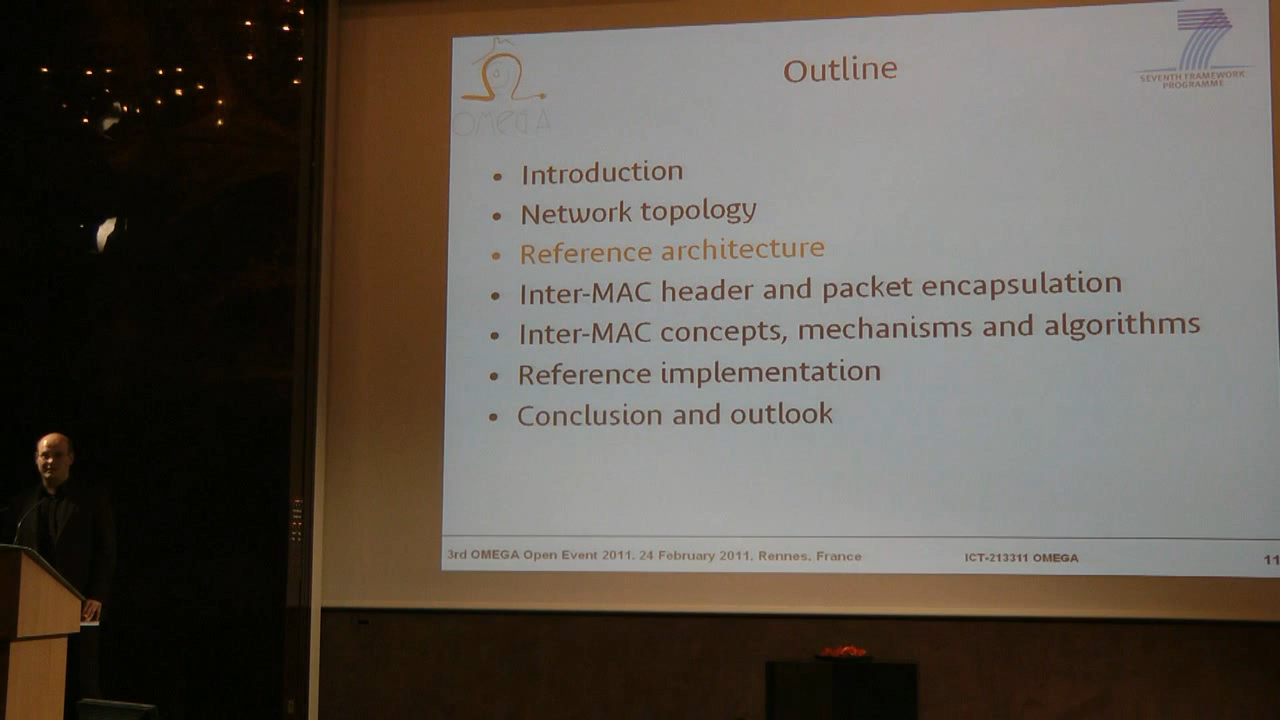 Outline
OMEGA
SEVENTH FRAMEWORK
PROGRAMME
• Introduction
• Network topology
• Reference architecture
• Inter-MAC header and packet encapsulation
• Inter-MAC concepts, mechanisms and algorithms
• Reference implementation
• Conclusion and outlook
3rd OMEGA Open Event 2011. 24 February 2011. Rennes. France
ICT-213311 OMEGA
11